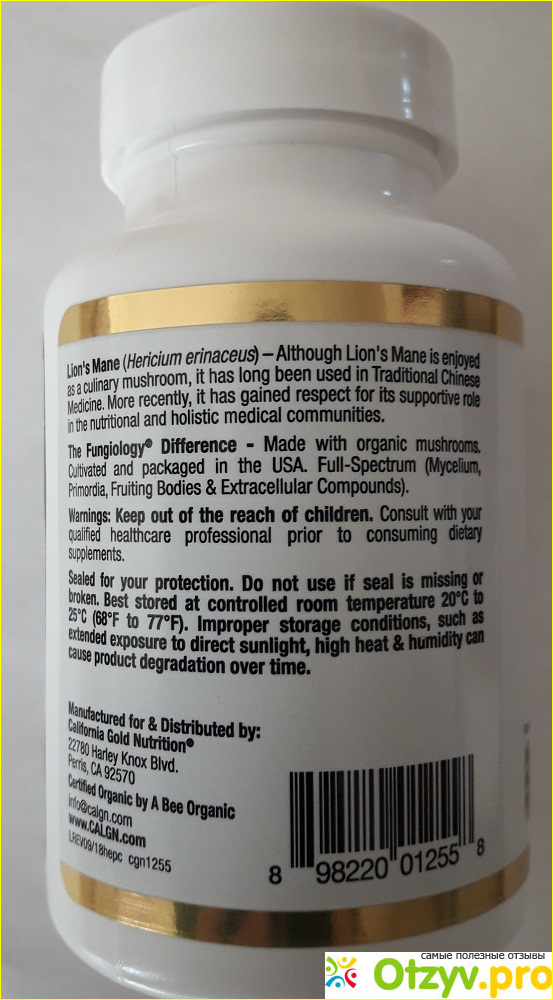 Lion's Mane (Hericium erinaceus) – Although Lion's Mane is enjoyed
as a culinary mushroom, it has long been used in Traditional Chinese
Medicine. More recently, it has gained respect for its supportive role
in the nutritional and holistic medical communities.
The Fungiology® Difference - Made with organic mushrooms.
Cultivated and packaged in the USA. Full-Spectrum (Mycelium,
Primordia, Fruiting Bodies & Extracellular Compounds).
Warnings: Keep out of the reach of children. Consult with your
qualified healthcare professional prior to consuming dietary
supplements.
Sealed for your protection. Do not use if seal is missing or
broken. Best stored at controlled room temperature 20°C to
25°C (68°F to 77°F). Improper storage conditions, such as
extended exposure to direct sunlight, high heat & humidity can
cause product degradation over time.
Manufactured for & Distributed by:
California Gold Nutrition®
22780 Harley Knox Blvd.
Perris, CA 92570
Certified Organic by A Bee Organic
info@calgn.com
www.CALGN.com
LREV09/18hepc cgn1255
8 98220 01255 8
самые полезные отзывы
Otzyv.pro